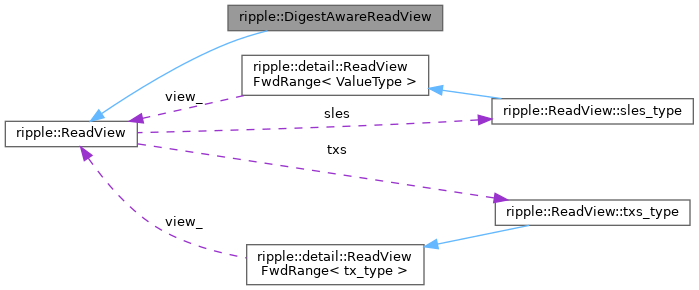 ripple::DigestAwareReadView
ripple::detail::ReadView
FwdRange< ValueType >
view_
sles
ripple::ReadView::sles_type
ripple::ReadView
txs
ripple::ReadView::txs_type
view_
ripple::detail::ReadView
FwdRange< tx_type >